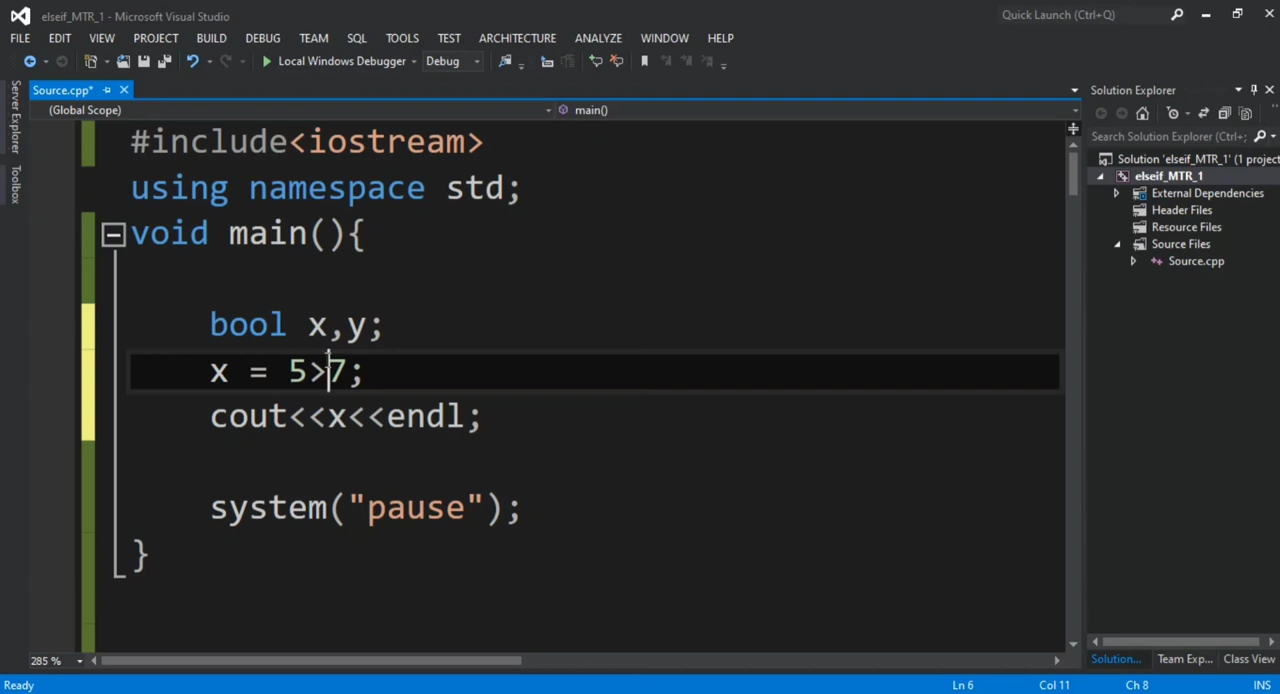 elseif_MTR_1 - Microsoft Visual Studio
Quick Launch (Ctrl+Q)
FILE EDIT VIEW PROJECT BUILD DEBUG TEAM SQL TOOLS TEST ARCHITECTURE ANALYZE WINDOW HELP
Local Windows Debugger Debug
Server Explorer
Toolbox
Source.cpp*
(Global Scope) main()
#include<iostream>
using namespace std;
void main(){
bool x,y;
x = 5>7;
cout<<x<<endl;
system("pause");
}
285 %
Solution Explorer
Search Solution Explorer (Ctrl+;
Solution 'elseif_MTR_1' (1 project
elseif_MTR_1
External Dependencies
Header Files
Resource Files
Source Files
Source.cpp
Solution... Team Exp... Class View
Ready Ln 6 Col 11 Ch 8 INS